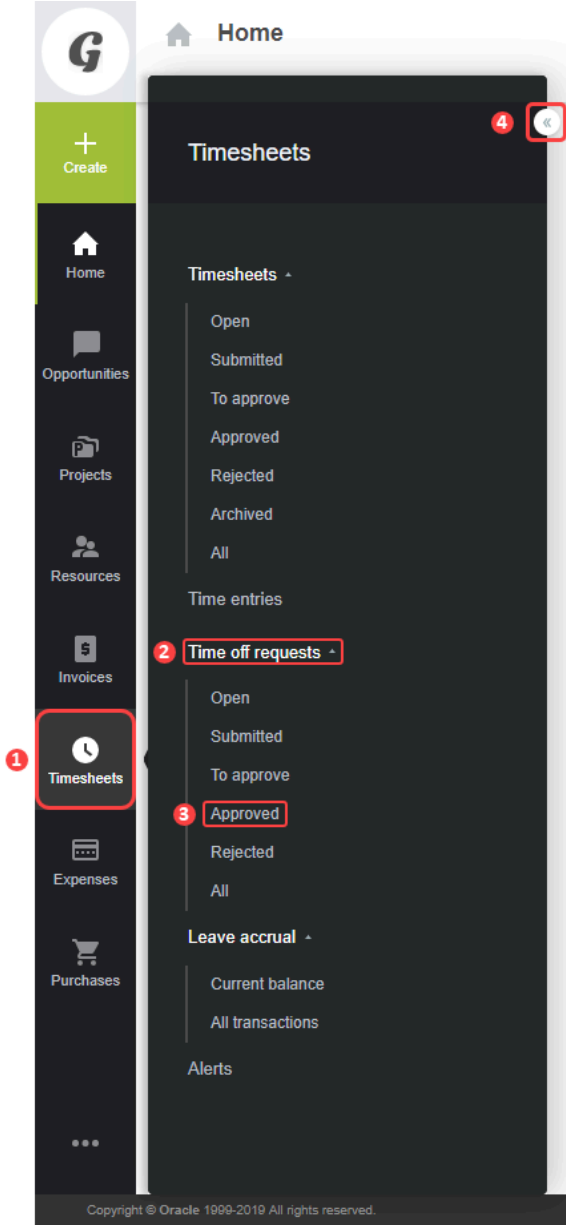 G
Home
4
«
Create
Timesheets
Home
Timesheets
Open
Opportunities
Submitted
To approve
Approved
P
Projects
Rejected
Archived
All
Resources
Time entries
$
Invoices
2
Time off requests
Open
Submitted
1
Timesheets
To approve
3
Approved
Rejected
Expenses
All
Leave accrual
Purchases
Current balance
All transactions
Alerts
Copyright © Oracle 1999-2019 All rights reserved.